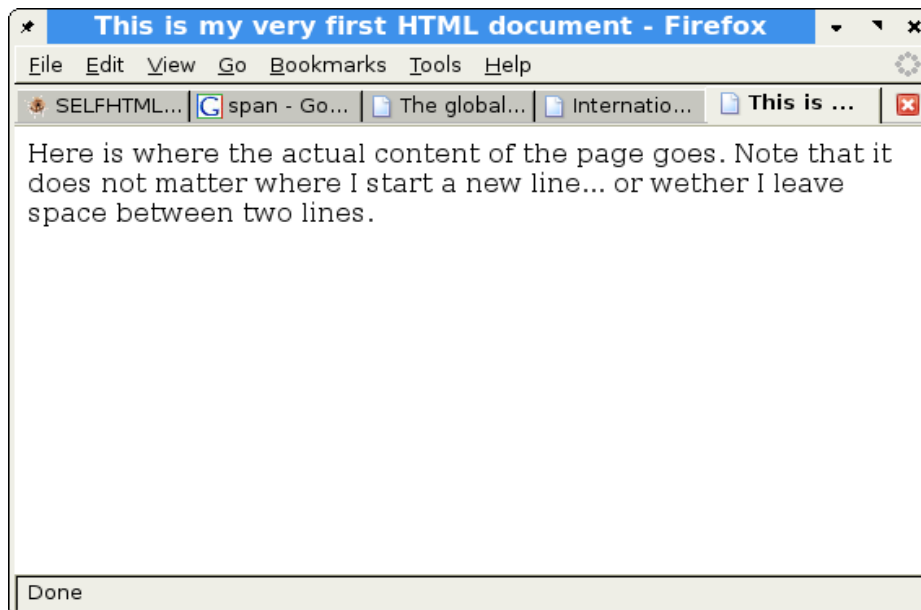 This is my very first HTML document - Firefox
File Edit View Go Bookmarks Tools Help
SELFHTML... G span - Go... The global... Internatio... This is ...
Here is where the actual content of the page goes. Note that it
does not matter where I start a new line... or wether I leave
space between two lines.
Done